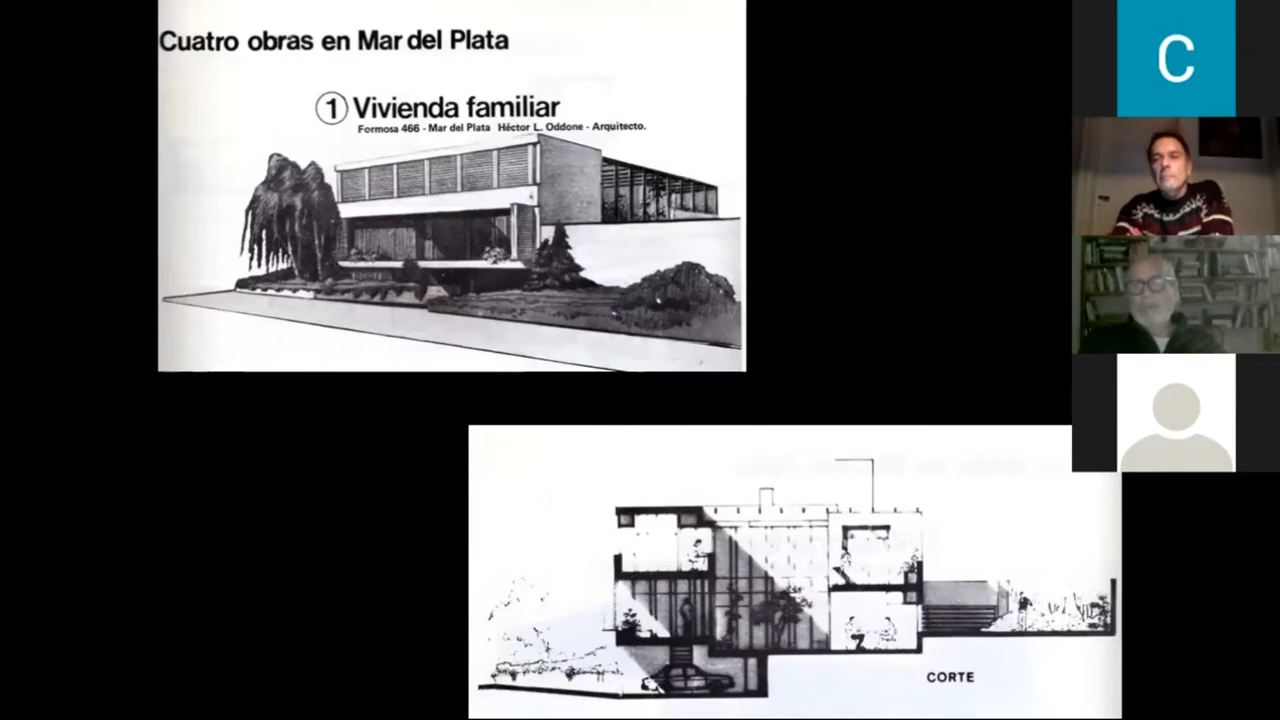 Cuatro obras en Mar del Plata
① Vivienda familiar
Formosa 466 - Mar del Plata Héctor L. Oddone - Arquitecto.
C
CORTE